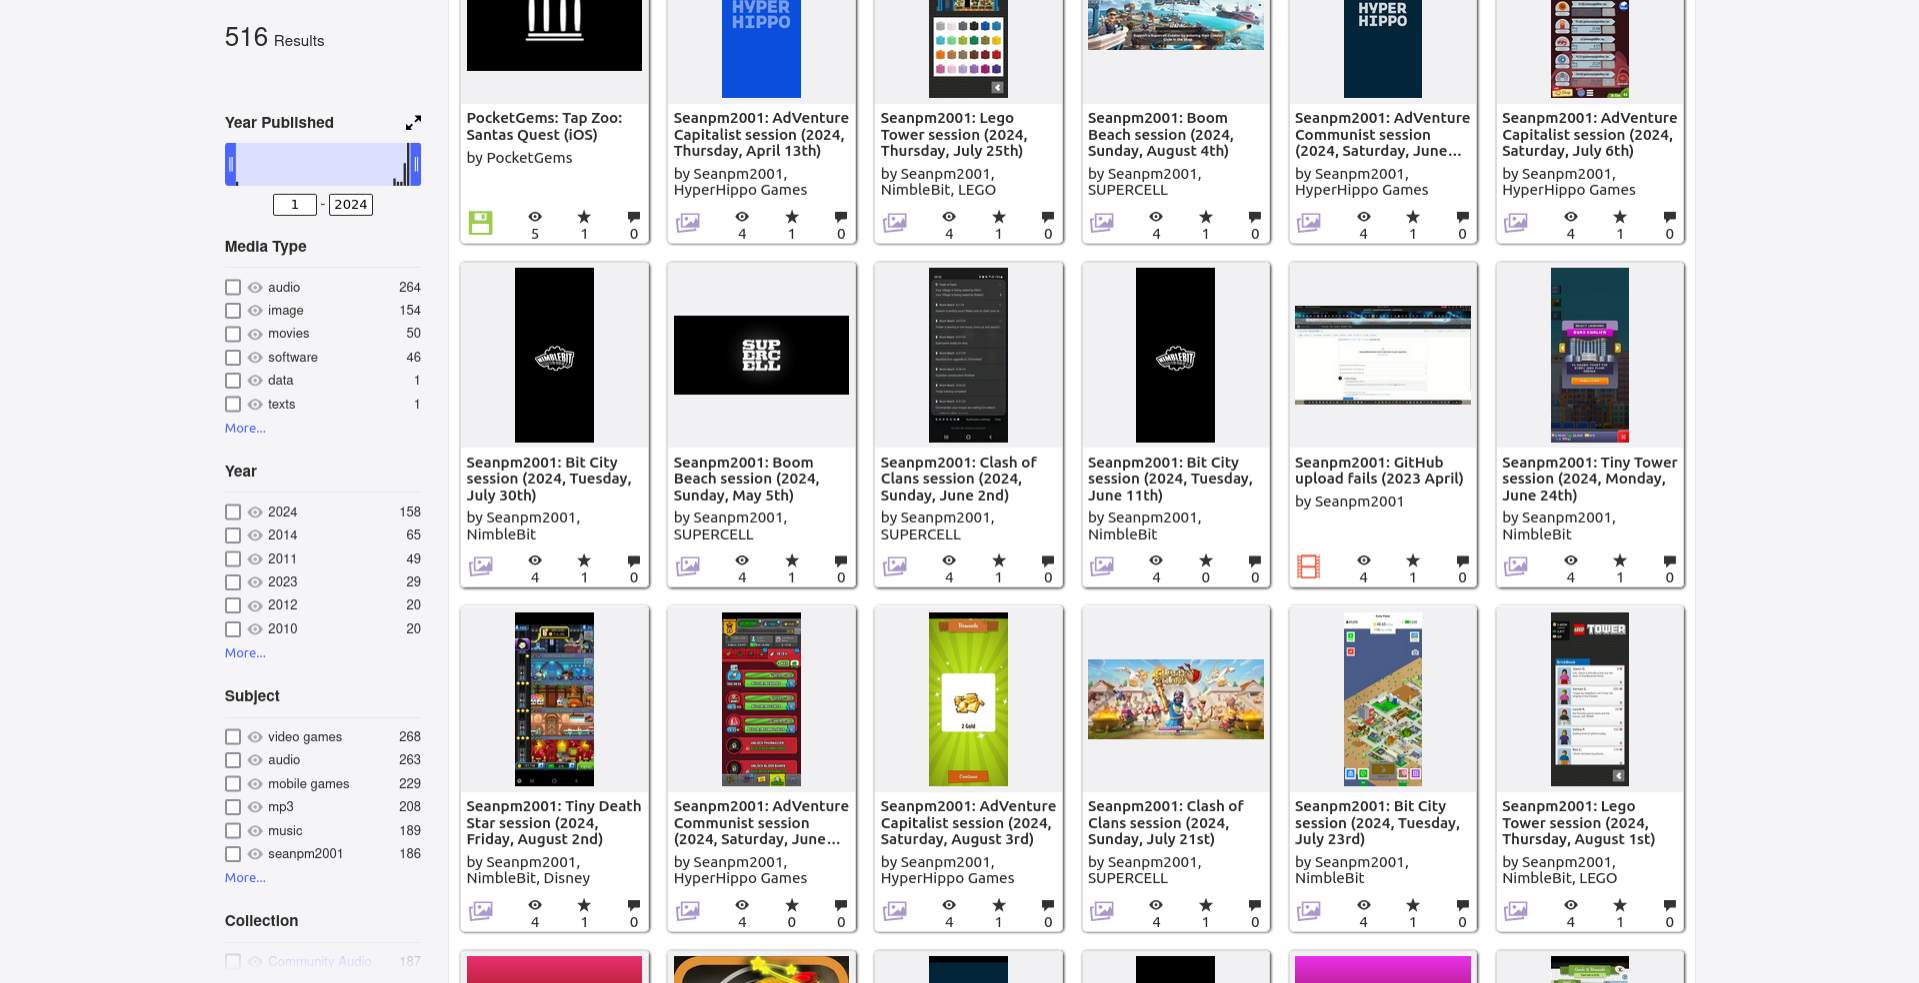 516 Results
Year Published
1 - 2024
Media Type
audio 264
image 154
movies 50
software 46
data 1
texts 1
More...
Year
2024 158
2014 65
2011 49
2023 29
2012 20
2010 20
More...
Subject
video games 268
audio 263
mobile games 229
mp3 208
music 189
seanpm2001 186
More...
Collection
Community Audio 187
PocketGems: Tap Zoo:
Santas Quest (iOS)
by PocketGems
5 1 0
HYPER
HIPPO
Seanpm2001: AdVenture
Capitalist session (2024,
Thursday, April 13th)
by Seanpm2001,
HyperHippo Games
4 1 0
Seanpm2001: Lego
Tower session (2024,
Thursday, July 25th)
by Seanpm2001,
NimbleBit, LEGO
4 1 0
Seanpm2001: Boom
Beach session (2024,
Sunday, August 4th)
by Seanpm2001,
SUPERCELL
4 1 0
HYPER
HIPPO
Seanpm2001: AdVenture
Communist session
(2024, Saturday, June...
by Seanpm2001,
HyperHippo Games
4 1 0
Seanpm2001: AdVenture
Capitalist session (2024,
Saturday, July 6th)
by Seanpm2001,
HyperHippo Games
4 1 0
NIMBLEBIT
Seanpm2001: Bit City
session (2024, Tuesday,
July 30th)
by Seanpm2001,
NimbleBit
4 1 0
SUP
ERC
ELL
Seanpm2001: Boom
Beach session (2024,
Sunday, May 5th)
by Seanpm2001,
SUPERCELL
4 1 0
Seanpm2001: Clash of
Clans session (2024,
Sunday, June 2nd)
by Seanpm2001,
SUPERCELL
4 1 0
NIMBLEBIT
Seanpm2001: Bit City
session (2024, Tuesday,
June 11th)
by Seanpm2001,
NimbleBit
4 0 0
Seanpm2001: GitHub
upload fails (2023 April)
by Seanpm2001
4 1 0
Seanpm2001: Tiny Tower
session (2024, Monday,
June 24th)
by Seanpm2001,
NimbleBit
4 1 0
Seanpm2001: Tiny Death
Star session (2024,
Friday, August 2nd)
by Seanpm2001,
NimbleBit, Disney
4 1 0
Seanpm2001: AdVenture
Communist session
(2024, Saturday, June...
by Seanpm2001,
HyperHippo Games
4 0 0
Rewards
2 Gold
Continue
Seanpm2001: AdVenture
Capitalist session (2024,
Saturday, August 3rd)
by Seanpm2001,
HyperHippo Games
4 1 0
Seanpm2001: Clash of
Clans session (2024,
Sunday, July 21st)
by Seanpm2001,
SUPERCELL
4 1 0
Seanpm2001: Bit City
session (2024, Tuesday,
July 23rd)
by Seanpm2001,
NimbleBit
4 1 0
LEGO TOWER
BrickBook
Seanpm2001: Lego
Tower session (2024,
Thursday, August 1st)
by Seanpm2001,
NimbleBit, LEGO
4 1 0